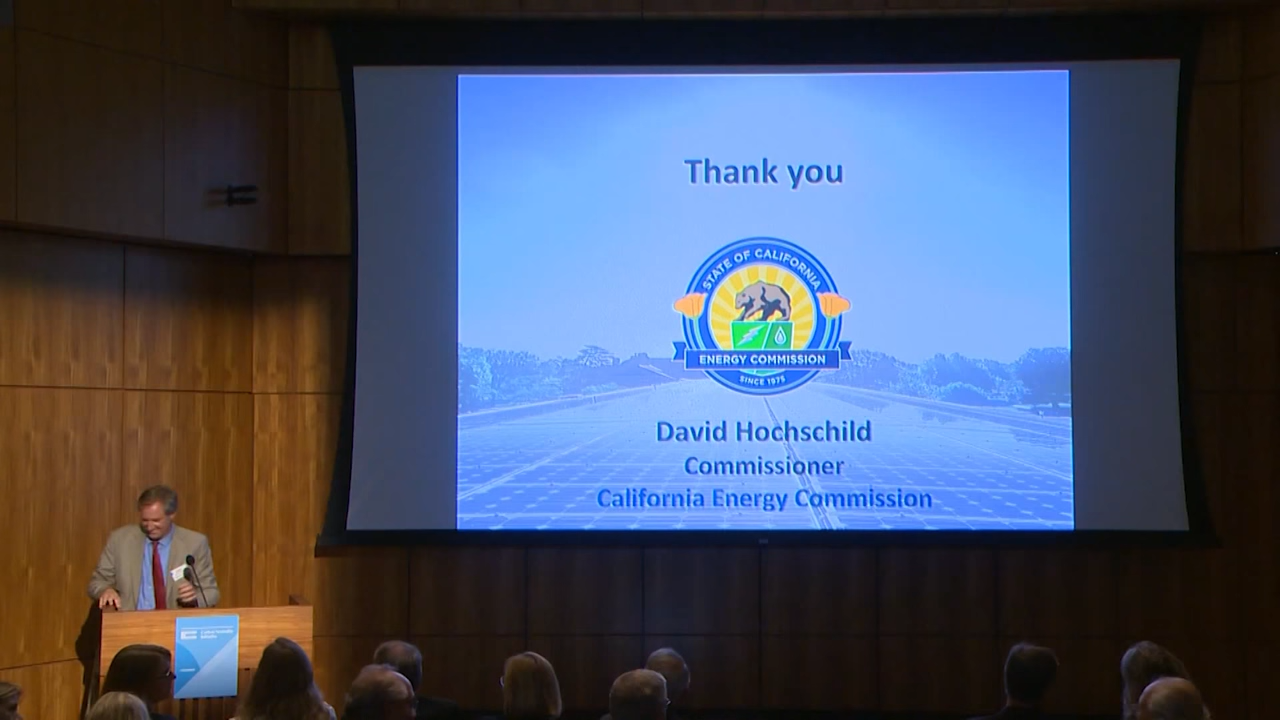 Thank you
STATE OF CALIFORNIA
ENERGY COMMISSION
SINCE 1975
David Hochschild
Commissioner
California Energy Commission